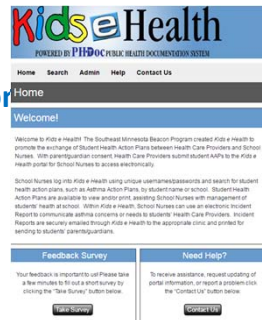 Kids e Health
POWERED BY PH-Doc PUBLIC HEALTH DOCUMENTATION SYSTEM
Home Search Admin Help Contact Us
or
Home
Welcome!
Welcome to Kids e Health! The Southeast Minnesota Beacon Program created Kids e Health to
promote the exchange of Student Health Action Plans between Health Care Providers and School
Nurses. With parent/guardian consent, Health Care Providers submit student AAPs to the Kids e
Health portal for School Nurses to access electronically.
School Nurses log into Kids e Health using unique usernames/passwords and search for student
health action plans, such as Asthma Action Plans, by student name or school. Student Health
Action Plans are available to view and/or print, assisting School Nurses with management of
students' health at school. Within Kids e Health, School Nurses can use an electronic Incident
Report to communicate asthma concerns or needs to students' Health Care Providers. Incident
Reports are securely emailed through Kids e Health to the appropriate clinic and printed for
sending to students' parents/guardians.
Feedback Survey
Your feedback is important to us! Please take
a few minutes to fill out a short survey by
clicking the "Take Survey" button below.
Take Survey
Need Help?
To receive assistance, request updating of
portal information, or report a problem click
the "Contact Us" button below.
Contact Us